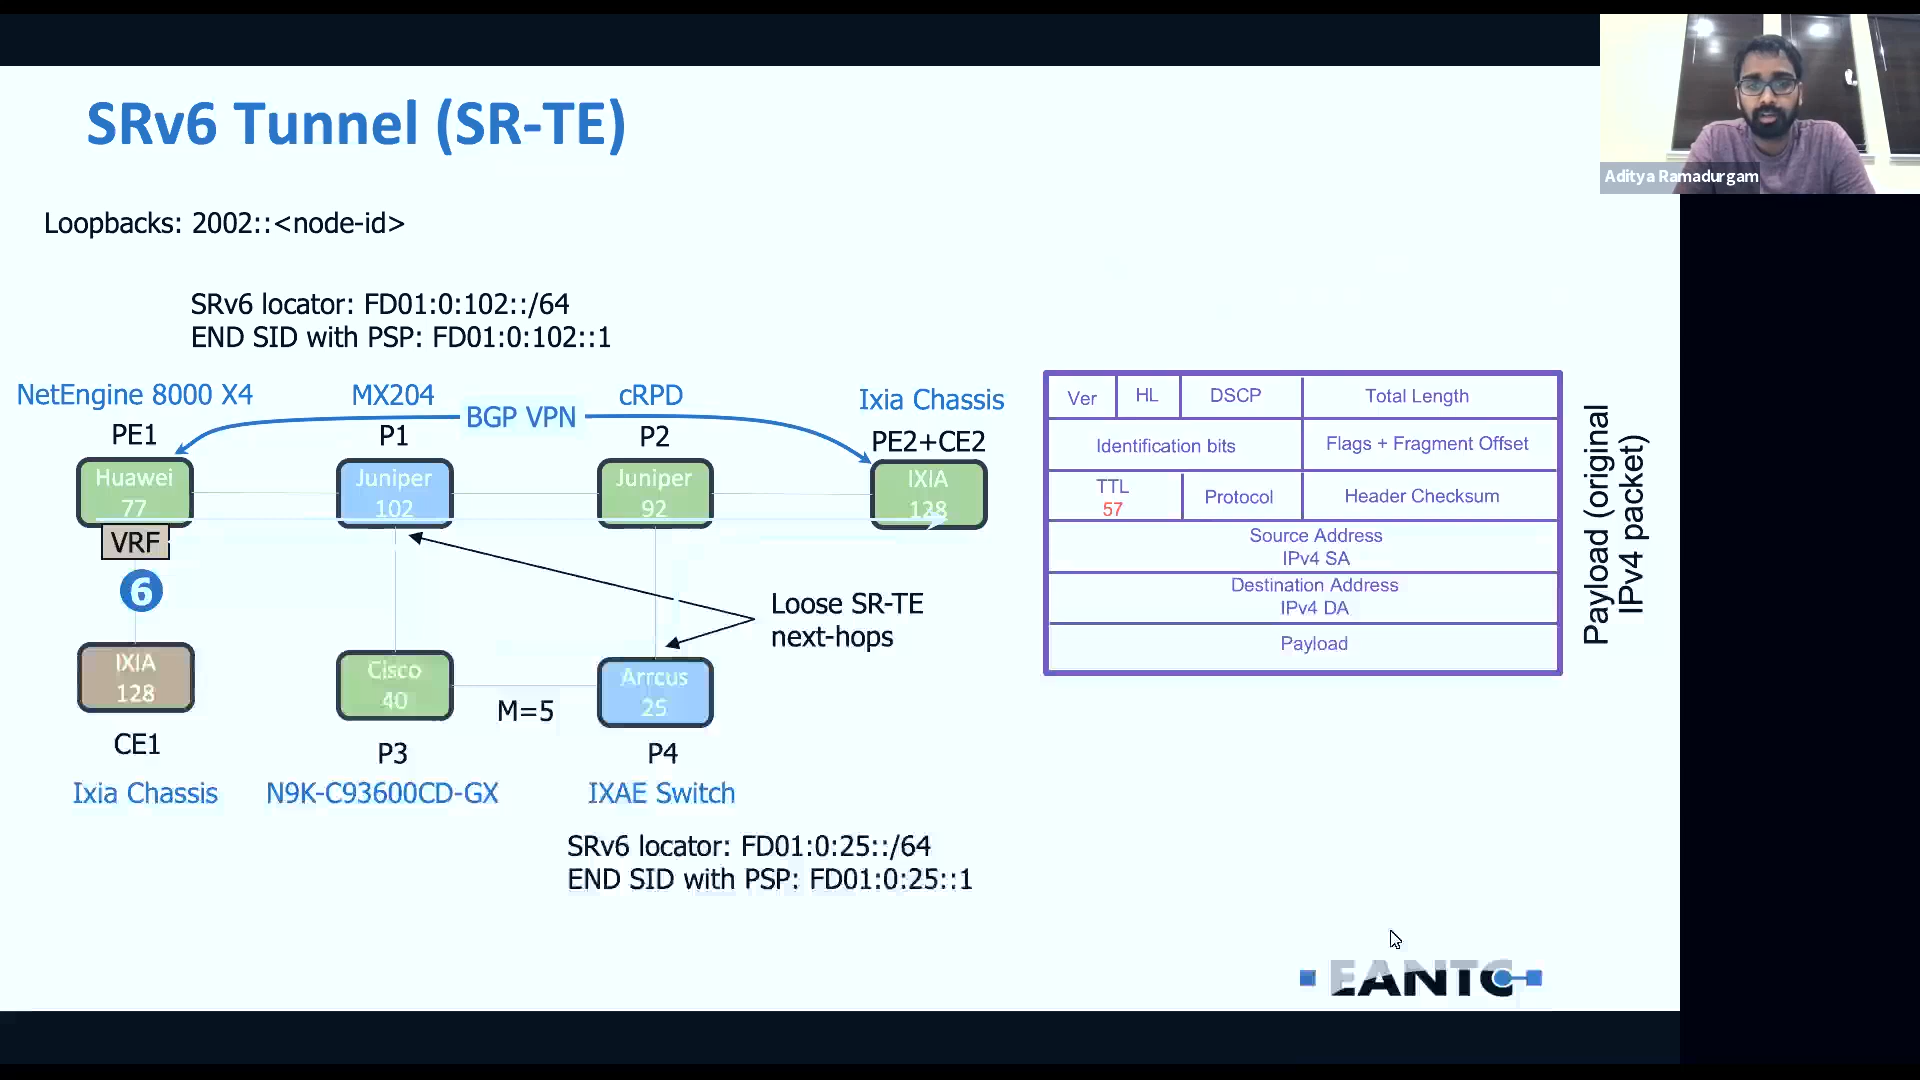 SRv6 Tunnel (SR-TE)
Aditya Ramadurgam
Loopbacks: 2002::<node-id>
SRv6 locator: FD01:0:102::/64
END SID with PSP: FD01:0:102::1
NetEngine 8000 X4
MX204
cRPD
Ixia Chassis
BGP VPN
PE1
P1
P2
PE2+CE2
Huawei
77
Juniper
102
Juniper
92
IXIA
128
VRF
6
Loose SR-TE
next-hops
IXIA
128
Cisco
40
Arrcus
25
M=5
CE1
P3
P4
Ixia Chassis
N9K-C93600CD-GX
IXAE Switch
SRv6 locator: FD01:0:25::/64
END SID with PSP: FD01:0:25::1
Ver
HL
DSCP
Total Length
Identification bits
Flags + Fragment Offset
TTL
57
Protocol
Header Checksum
Source Address
IPv4 SA
Destination Address
IPv4 DA
Payload
Payload (original
IPv4 packet)
EANTC